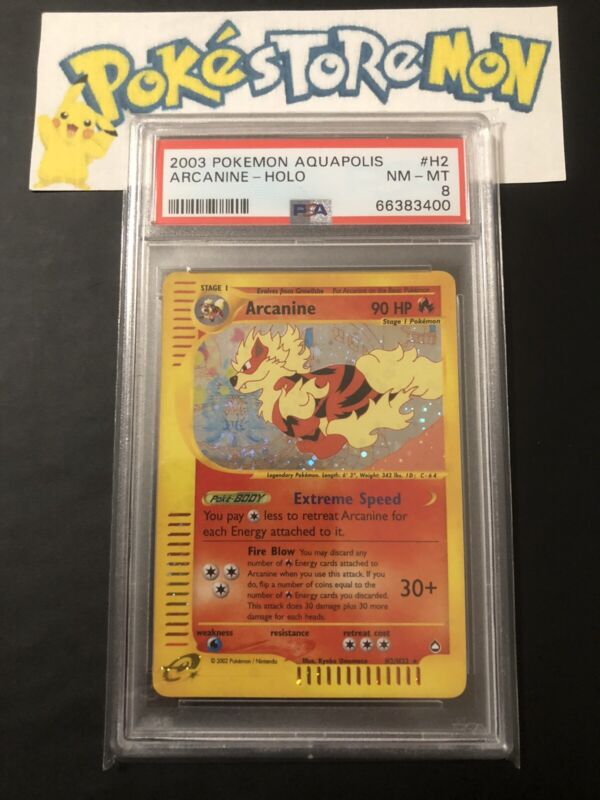 PokéSToReMoN
2003 POKEMON AQUAPOLIS #H2
ARCANINE - HOLO NM - MT
8
PSA 66383400
STAGE 1 Evolves from Growlithe Put Arcanine on the Basic Pokémon
Arcanine 90 HP
Stage 1 Pokémon
Legendary Pokémon. Length: 6' 3", Weight: 342 lbs. ID: C-64
Poké-BODY Extreme Speed
You pay less to retreat Arcanine for
each Energy attached to it.
Fire Blow You may discard any
number of Energy cards attached to
Arcanine when you use this attack. If you
do, flip a number of coins equal to the
number of Energy cards you discarded.
This attack does 30 damage plus 30 more
damage for each heads.
30+
weakness resistance retreat cost
© 2002 Pokémon / Nintendo Illus. Kyoko Umemoto H2/H32